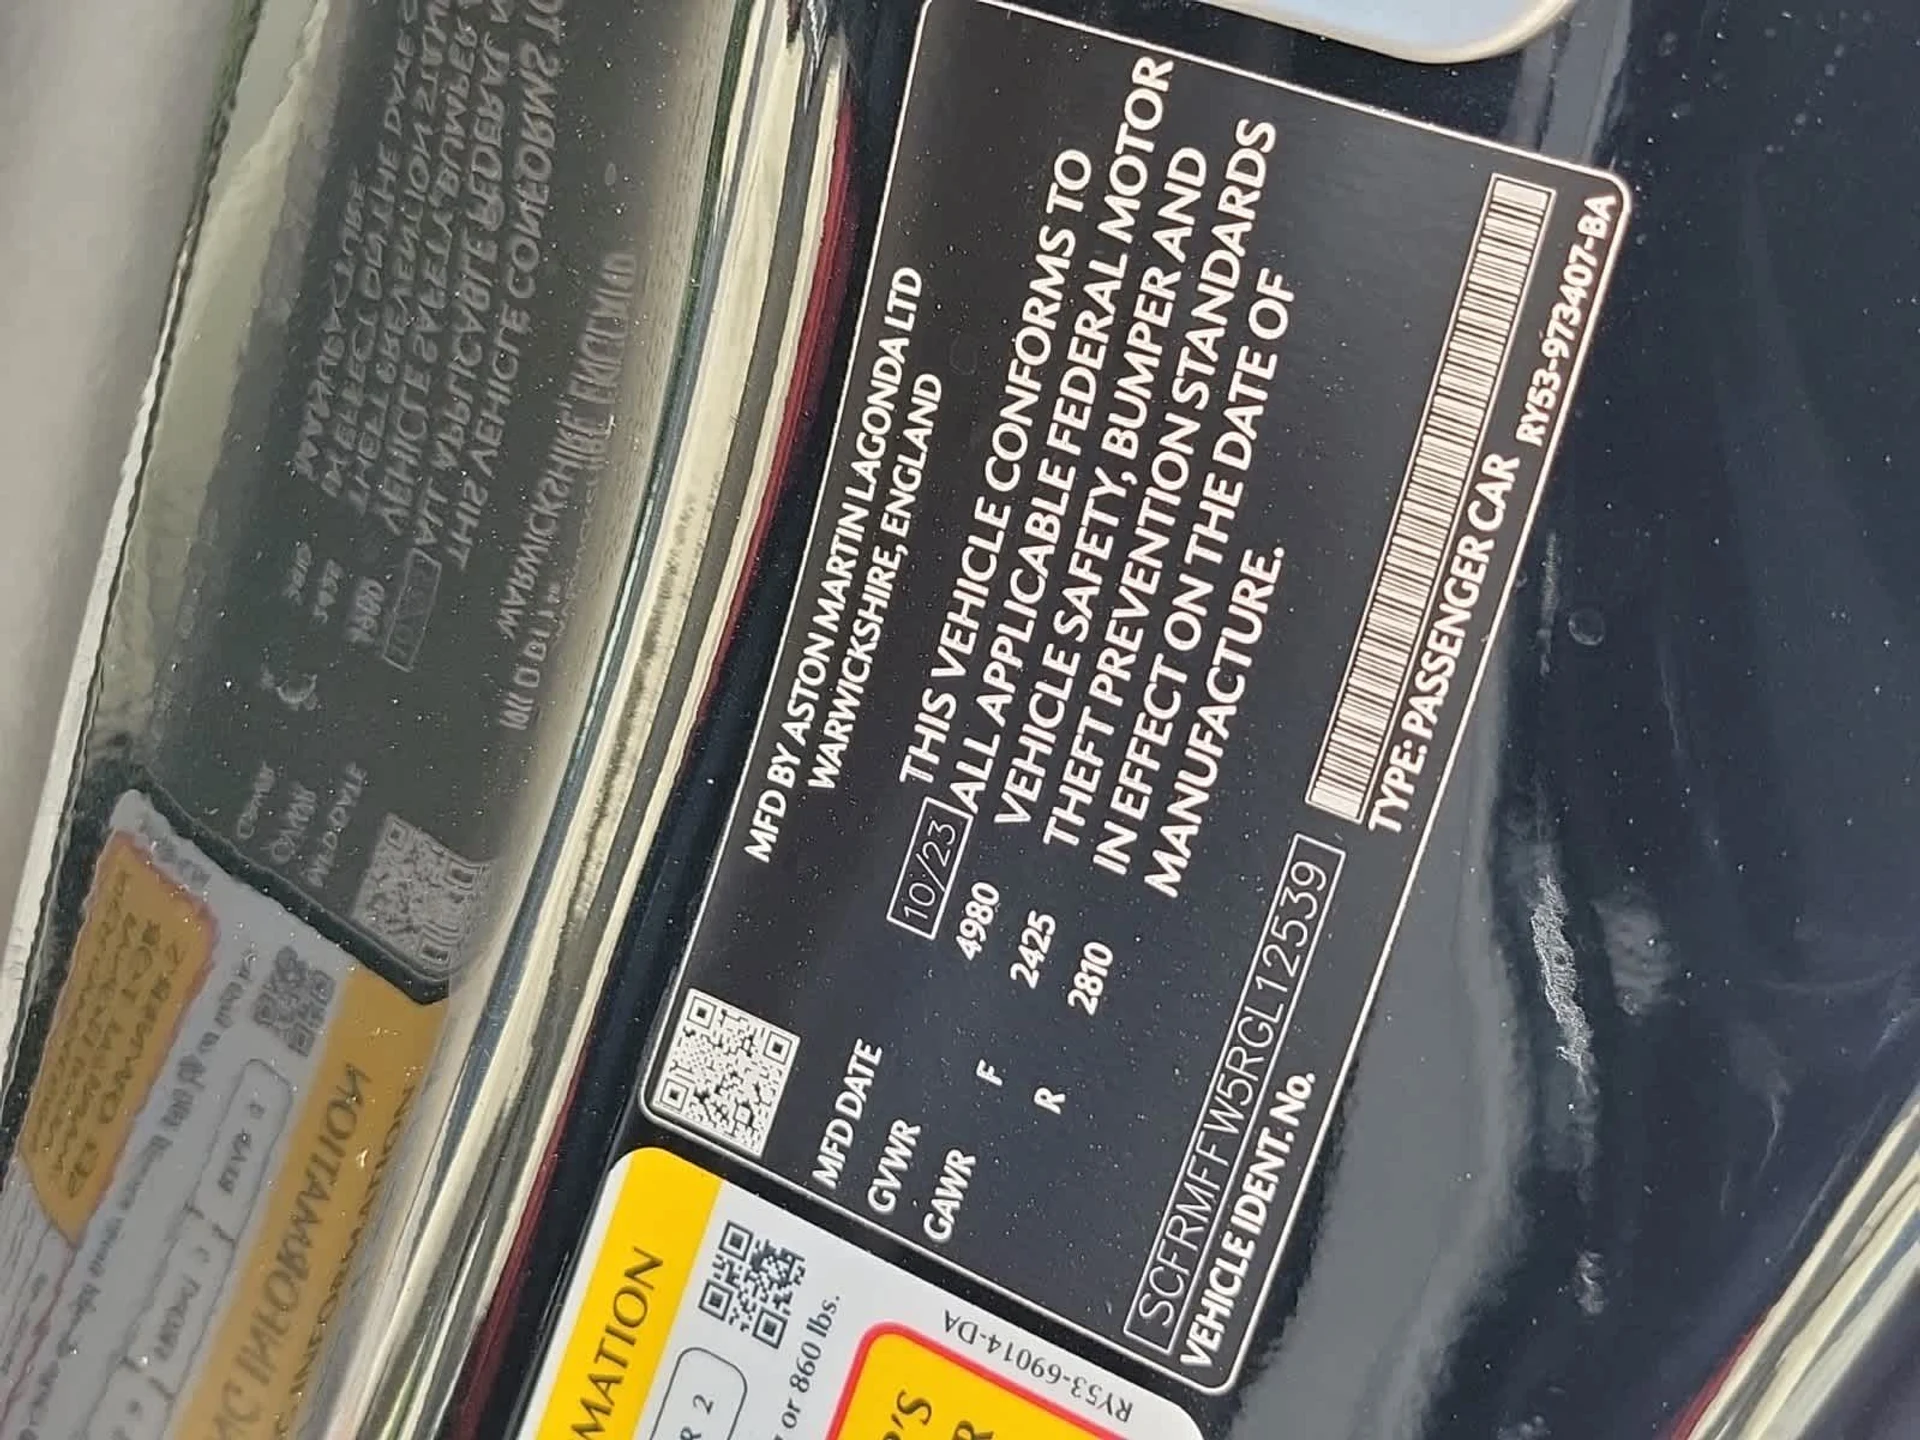 MFD BY ASTON MARTIN LAGONDA LTD
WARWICKSHIRE, ENGLAND
MFD DATE 10/23
GVWR 4980
GAWR F 2425
R 2810
THIS VEHICLE CONFORMS TO
ALL APPLICABLE FEDERAL MOTOR
VEHICLE SAFETY, BUMPER AND
THEFT PREVENTION STANDARDS
IN EFFECT ON THE DATE OF
MANUFACTURE.
SCFRMFFW5RGL12539
VEHICLE IDENT. No.
TYPE: PASSENGER CAR
RY53-973407-BA
MATION
R 2
or 860 lbs.
RY53-69014-DA
'S
R